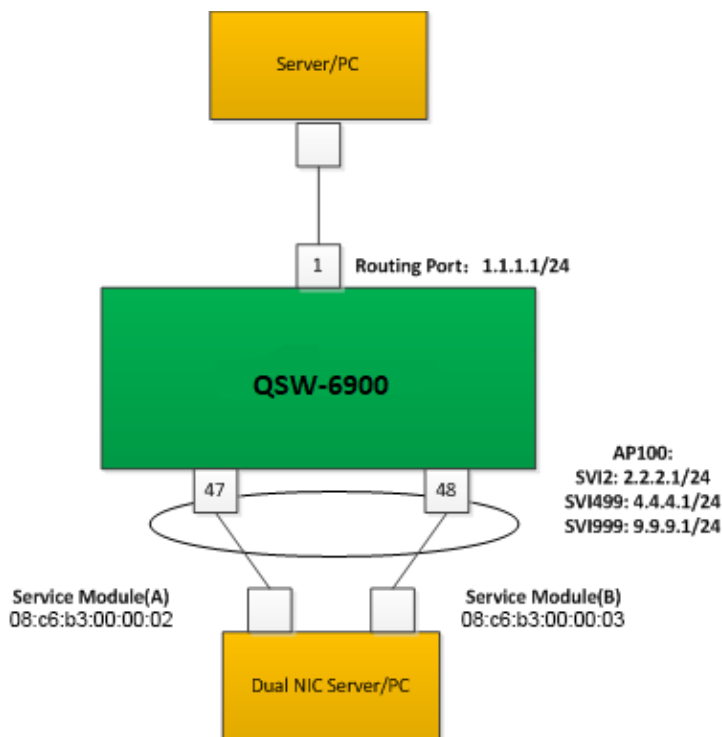 Server/PC
1
Routing Port： 1.1.1.1/24
QSW-6900
47
48
AP100:
SVI2: 2.2.2.1/24
SVI499: 4.4.4.1/24
SVI999: 9.9.9.1/24
Service Module(A)
08:c6:b3:00:00:02
Service Module(B)
08:c6:b3:00:00:03
Dual NIC Server/PC